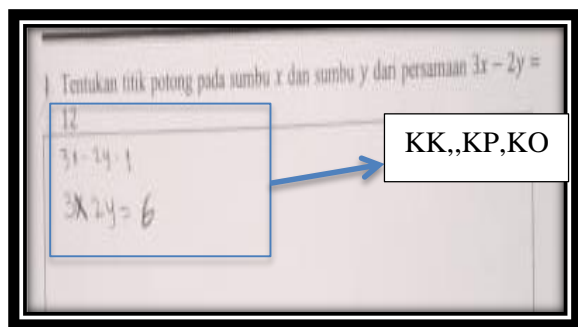 1. Tentukan titik potong pada sumbu x dan sumbu y dari persamaan 3x − 2y =
12
3x - 2y = 1
3x 2y = 6
KK,,KP,KO